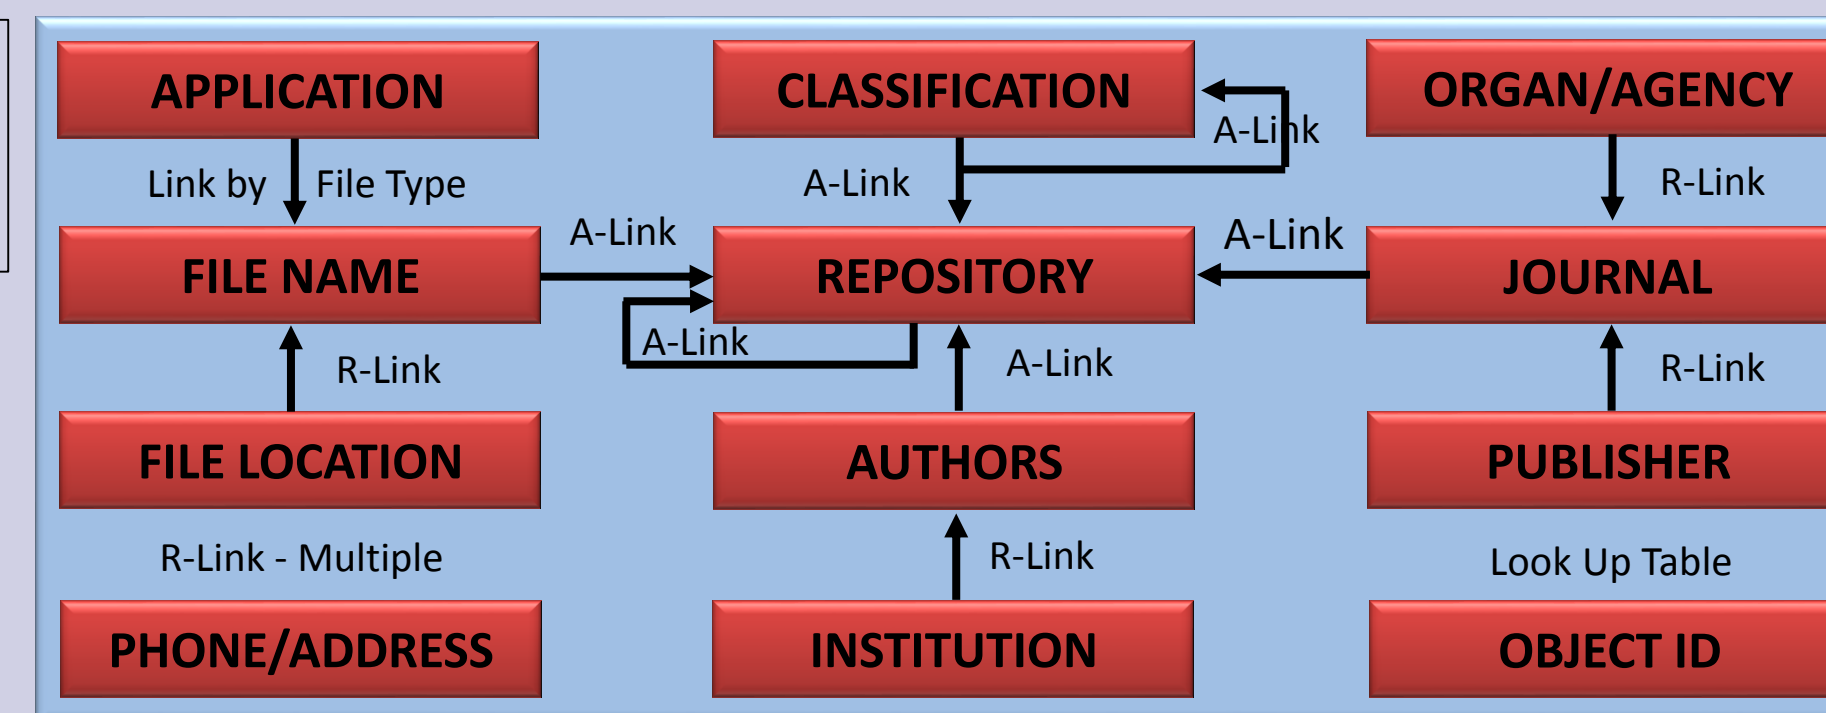 APPLICATION
CLASSIFICATION
ORGAN/AGENCY
A-Link
Link by File Type
A-Link
R-Link
A-Link
A-Link
FILE NAME
REPOSITORY
JOURNAL
A-Link
A-Link
R-Link
R-Link
FILE LOCATION
AUTHORS
PUBLISHER
R-Link - Multiple
R-Link
Look Up Table
PHONE/ADDRESS
INSTITUTION
OBJECT ID